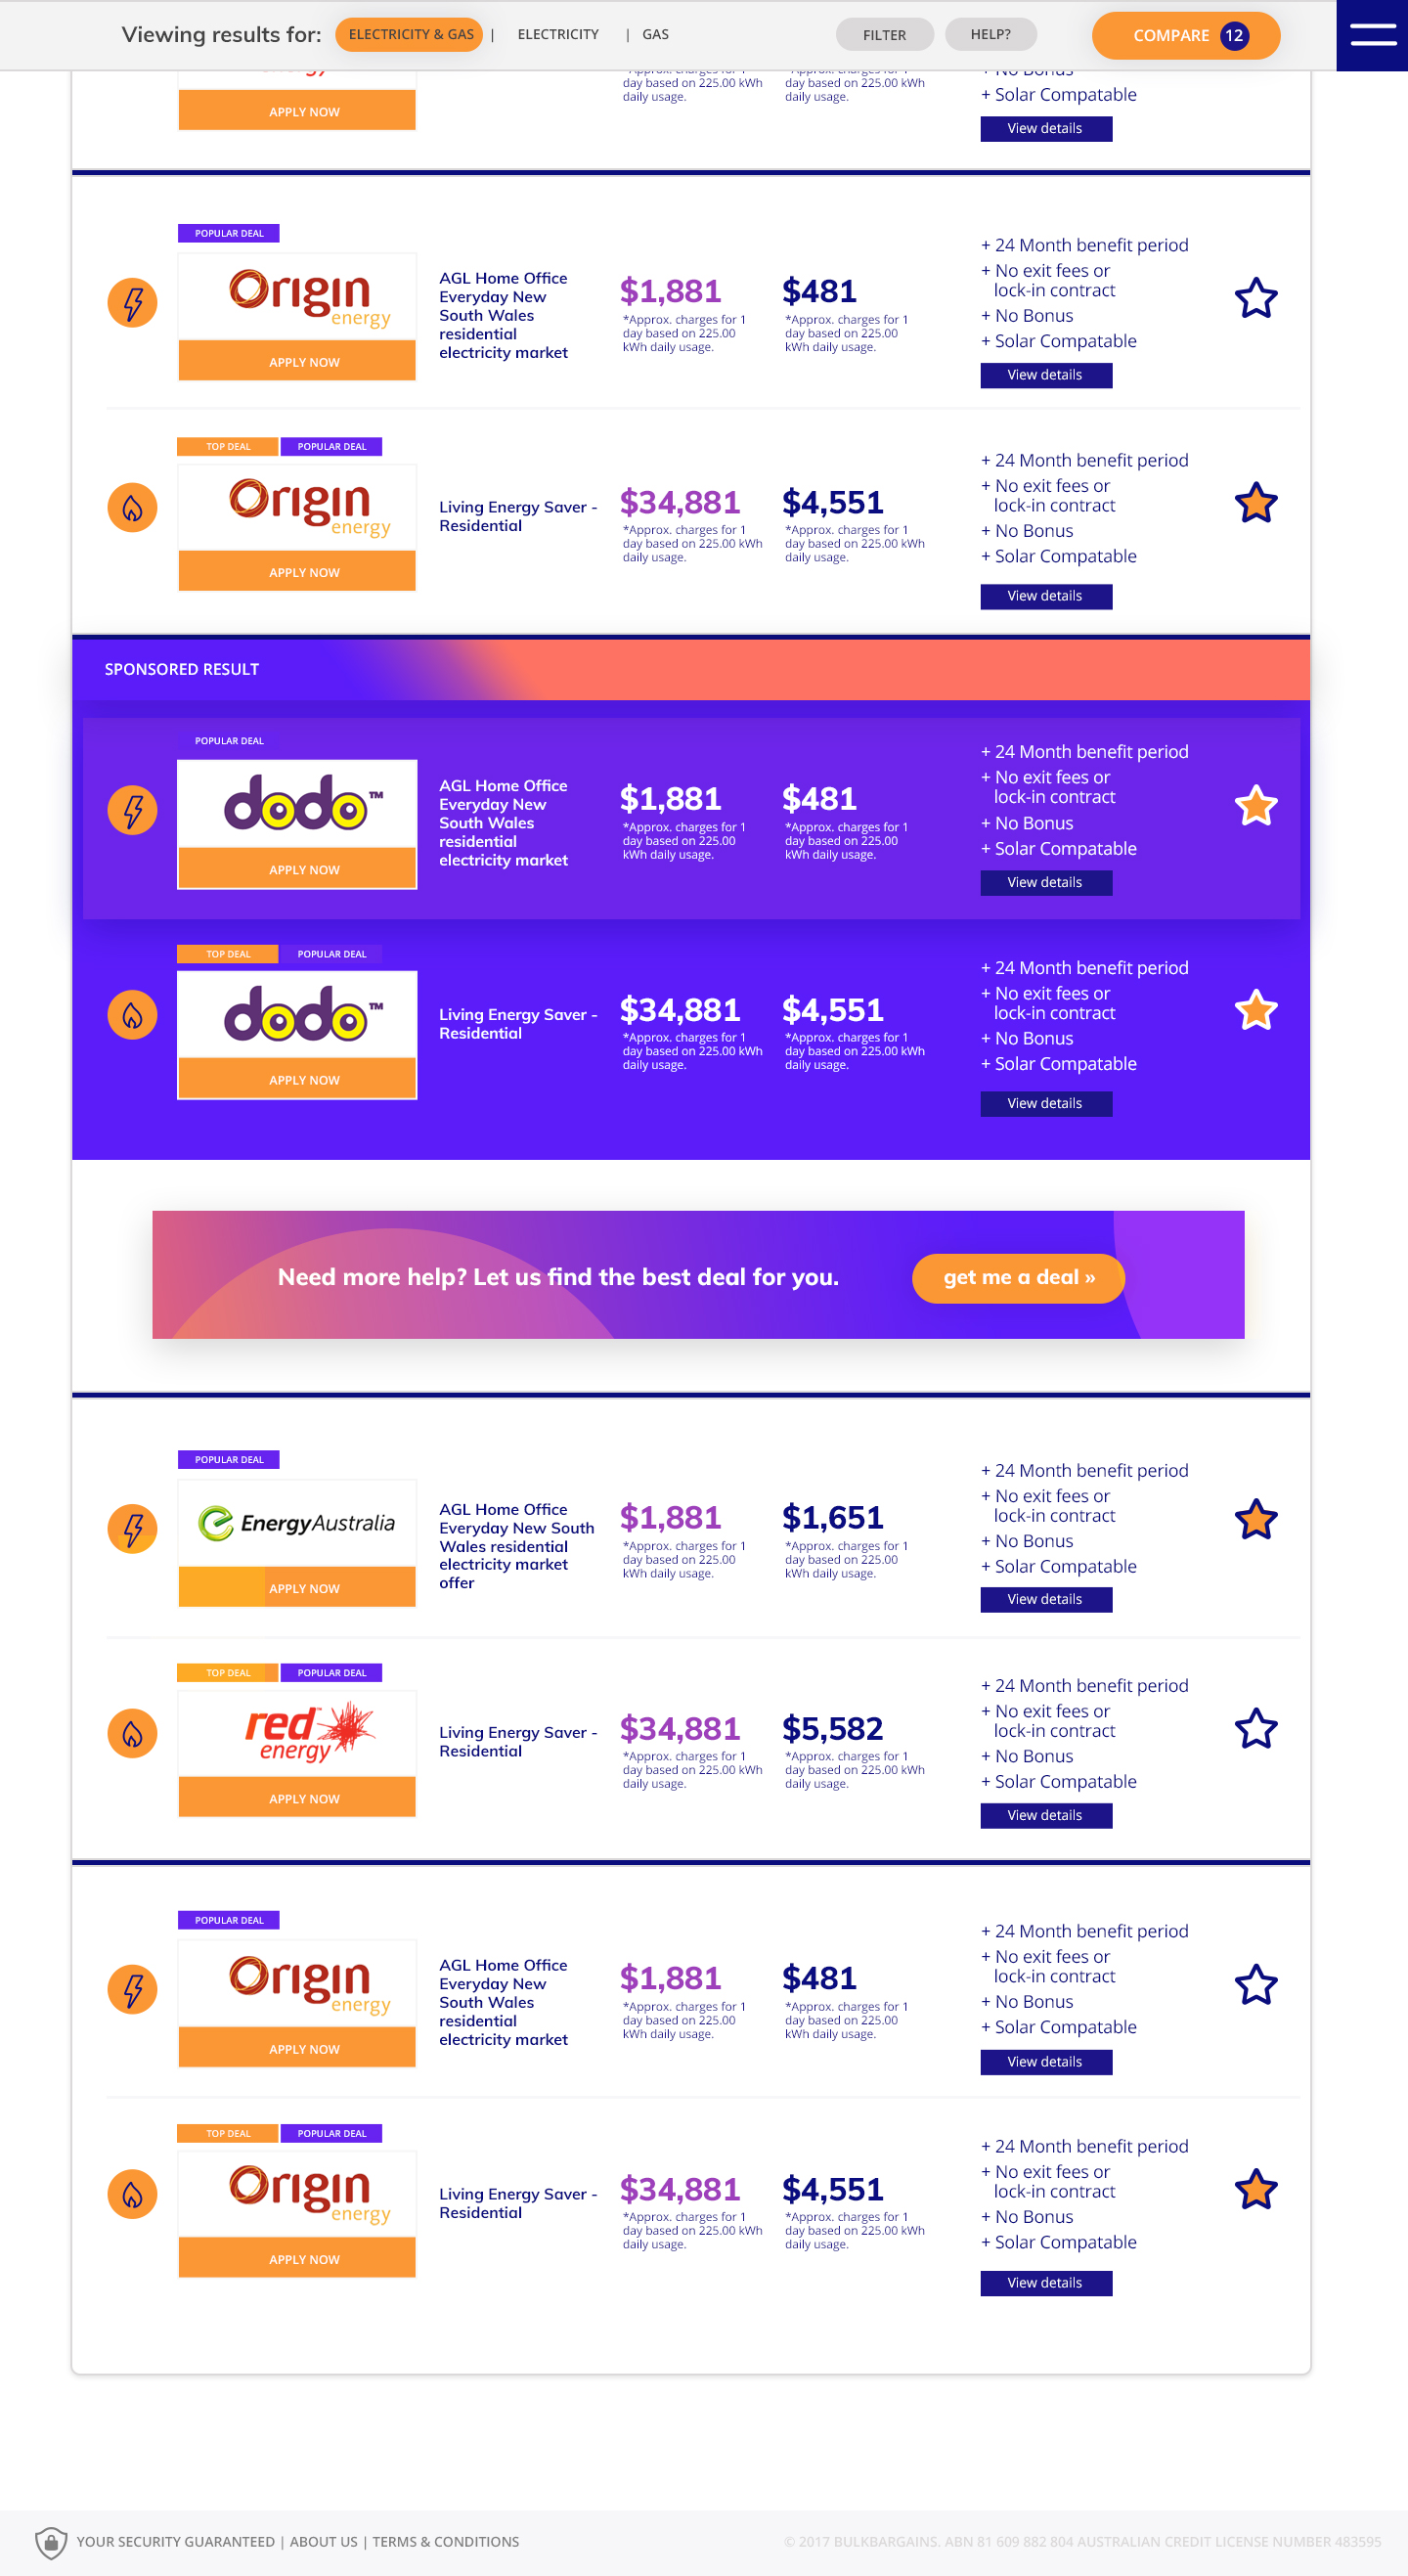 Viewing results for: ELECTRICITY & GAS | ELECTRICITY | GAS FILTER HELP? COMPARE 12
APPLY NOW
day based on 225.00 kWh
daily usage.
day based on 225.00 kWh
daily usage.
+ No Bonus
+ Solar Compatable
View details
POPULAR DEAL
Origin
energy
APPLY NOW
AGL Home Office
Everyday New
South Wales
residential
electricity market
$1,881
*Approx. charges for 1
day based on 225.00
kWh daily usage.
$481
*Approx. charges for 1
day based on 225.00
kWh daily usage.
+ 24 Month benefit period
+ No exit fees or
lock-in contract
+ No Bonus
+ Solar Compatable
View details
TOP DEAL POPULAR DEAL
Origin
energy
APPLY NOW
Living Energy Saver -
Residential
$34,881
*Approx. charges for 1
day based on 225.00 kWh
daily usage.
$4,551
*Approx. charges for 1
day based on 225.00 kWh
daily usage.
+ 24 Month benefit period
+ No exit fees or
lock-in contract
+ No Bonus
+ Solar Compatable
View details
SPONSORED RESULT
POPULAR DEAL
dodo™
APPLY NOW
AGL Home Office
Everyday New
South Wales
residential
electricity market
$1,881
*Approx. charges for 1
day based on 225.00
kWh daily usage.
$481
*Approx. charges for 1
day based on 225.00
kWh daily usage.
+ 24 Month benefit period
+ No exit fees or
lock-in contract
+ No Bonus
+ Solar Compatable
View details
TOP DEAL POPULAR DEAL
dodo™
APPLY NOW
Living Energy Saver -
Residential
$34,881
*Approx. charges for 1
day based on 225.00 kWh
daily usage.
$4,551
*Approx. charges for 1
day based on 225.00 kWh
daily usage.
+ 24 Month benefit period
+ No exit fees or
lock-in contract
+ No Bonus
+ Solar Compatable
View details
Need more help? Let us find the best deal for you. get me a deal »
POPULAR DEAL
EnergyAustralia
APPLY NOW
AGL Home Office
Everyday New South
Wales residential
electricity market
offer
$1,881
*Approx. charges for 1
day based on 225.00
kWh daily usage.
$1,651
*Approx. charges for 1
day based on 225.00
kWh daily usage.
+ 24 Month benefit period
+ No exit fees or
lock-in contract
+ No Bonus
+ Solar Compatable
View details
TOP DEAL POPULAR DEAL
red
energy
APPLY NOW
Living Energy Saver -
Residential
$34,881
*Approx. charges for 1
day based on 225.00 kWh
daily usage.
$5,582
*Approx. charges for 1
day based on 225.00 kWh
daily usage.
+ 24 Month benefit period
+ No exit fees or
lock-in contract
+ No Bonus
+ Solar Compatable
View details
POPULAR DEAL
Origin
energy
APPLY NOW
AGL Home Office
Everyday New
South Wales
residential
electricity market
$1,881
*Approx. charges for 1
day based on 225.00
kWh daily usage.
$481
*Approx. charges for 1
day based on 225.00
kWh daily usage.
+ 24 Month benefit period
+ No exit fees or
lock-in contract
+ No Bonus
+ Solar Compatable
View details
TOP DEAL POPULAR DEAL
Origin
energy
APPLY NOW
Living Energy Saver -
Residential
$34,881
*Approx. charges for 1
day based on 225.00 kWh
daily usage.
$4,551
*Approx. charges for 1
day based on 225.00 kWh
daily usage.
+ 24 Month benefit period
+ No exit fees or
lock-in contract
+ No Bonus
+ Solar Compatable
View details
YOUR SECURITY GUARANTEED | ABOUT US | TERMS & CONDITIONS
© 2017 BULKBARGAINS. ABN 81 609 882 804 AUSTRALIAN CREDIT LICENSE NUMBER 483595